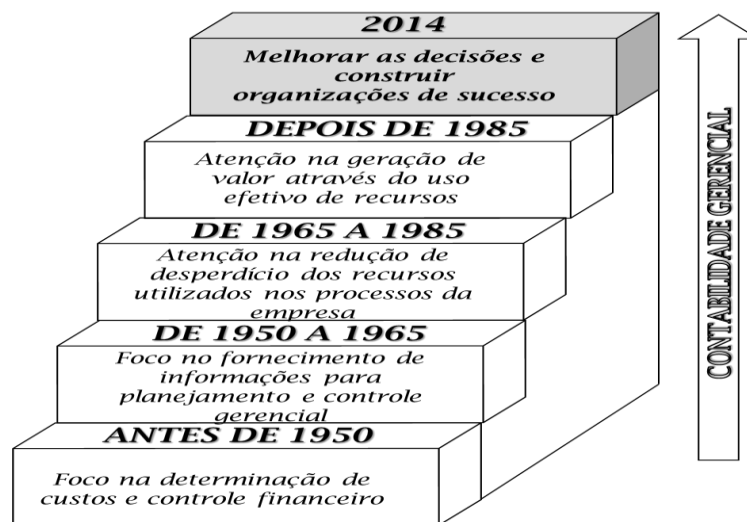 2014
Melhorar as decisões e
construir
organizações de sucesso
DEPOIS DE 1985
Atenção na geração de
valor através do uso
efetivo de recursos
DE 1965 A 1985
Atenção na redução de
desperdício dos recursos
utilizados nos processos da
empresa
DE 1950 A 1965
Foco no fornecimento de
informações para
planejamento e controle
gerencial
ANTES DE 1950
Foco na determinação de
custos e controle financeiro
CONTABILIDADE GERENCIAL